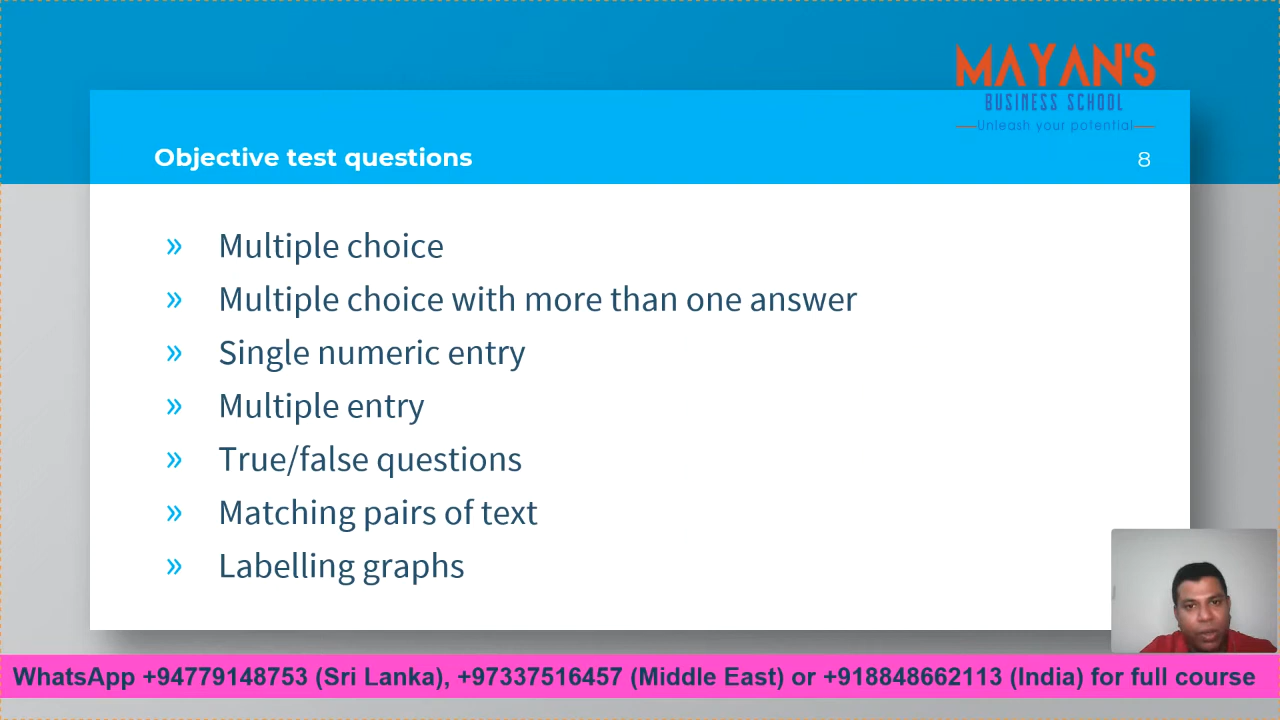 MAYAN'S
BUSINESS SCHOOL
Unleash your potential
Objective test questions
8
» Multiple choice
» Multiple choice with more than one answer
» Single numeric entry
» Multiple entry
» True/false questions
» Matching pairs of text
» Labelling graphs
WhatsApp +94779148753 (Sri Lanka), +97337516457 (Middle East) or +918848662113 (India) for full course